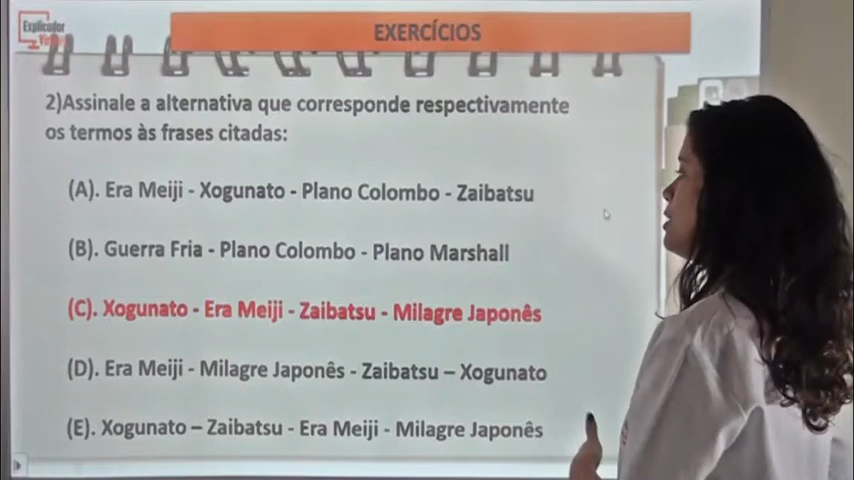 Explicador
Virtual
EXERCÍCIOS
2)Assinale a alternativa que corresponde respectivamente
os termos às frases citadas:
(A). Era Meiji - Xogunato - Plano Colombo - Zaibatsu
(B). Guerra Fria - Plano Colombo - Plano Marshall
(C). Xogunato - Era Meiji - Zaibatsu - Milagre Japonês
(D). Era Meiji - Milagre Japonês - Zaibatsu – Xogunato
(E). Xogunato – Zaibatsu - Era Meiji - Milagre Japonês